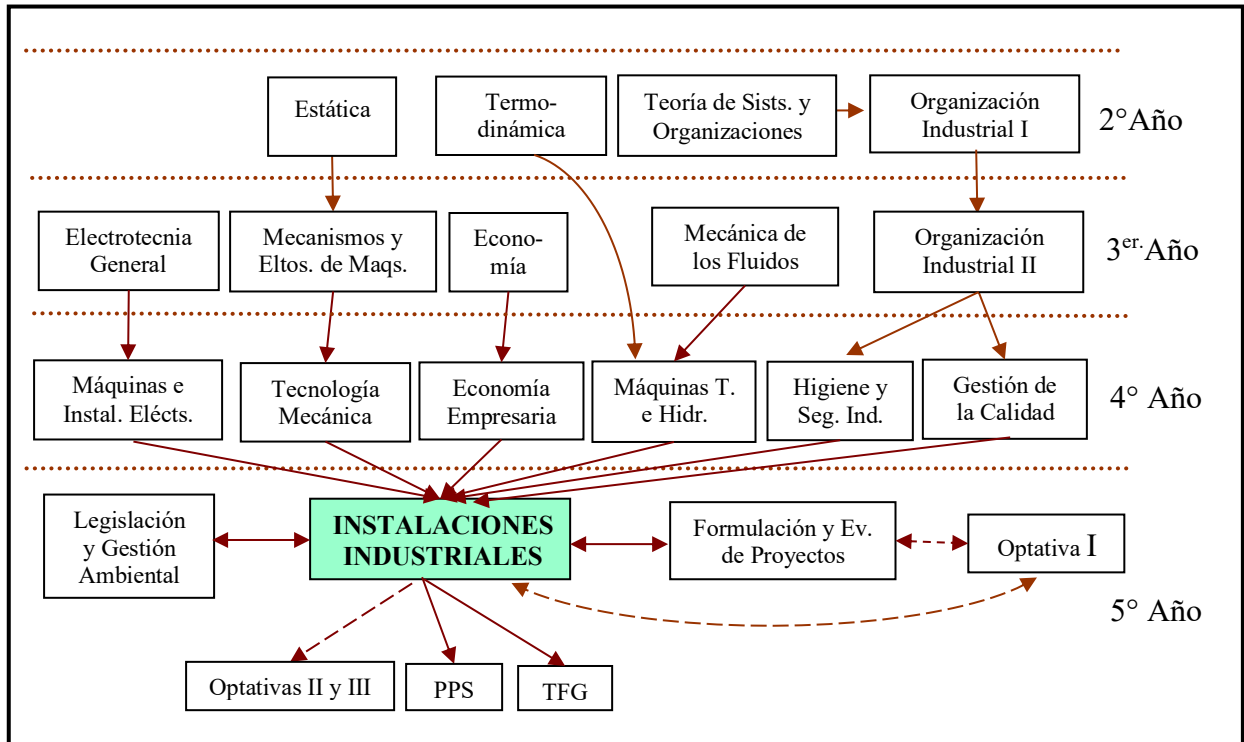 Estática
Termo-
dinámica
Teoría de Sists. y
Organizaciones
Organización
Industrial I
2°Año
Electrotecnia
General
Mecanismos y
Eltos. de Maqs.
Econo-
mía
Mecánica de
los Fluidos
Organización
Industrial II
3er.Año
Máquinas e
Instal. Elécts.
Tecnología
Mecánica
Economía
Empresaria
Máquinas T.
e Hidr.
Higiene y
Seg. Ind.
Gestión de
la Calidad
4° Año
Legislación
y Gestión
Ambiental
INSTALACIONES
INDUSTRIALES
Formulación y Ev.
de Proyectos
Optativa I
5° Año
Optativas II y III
PPS
TFG